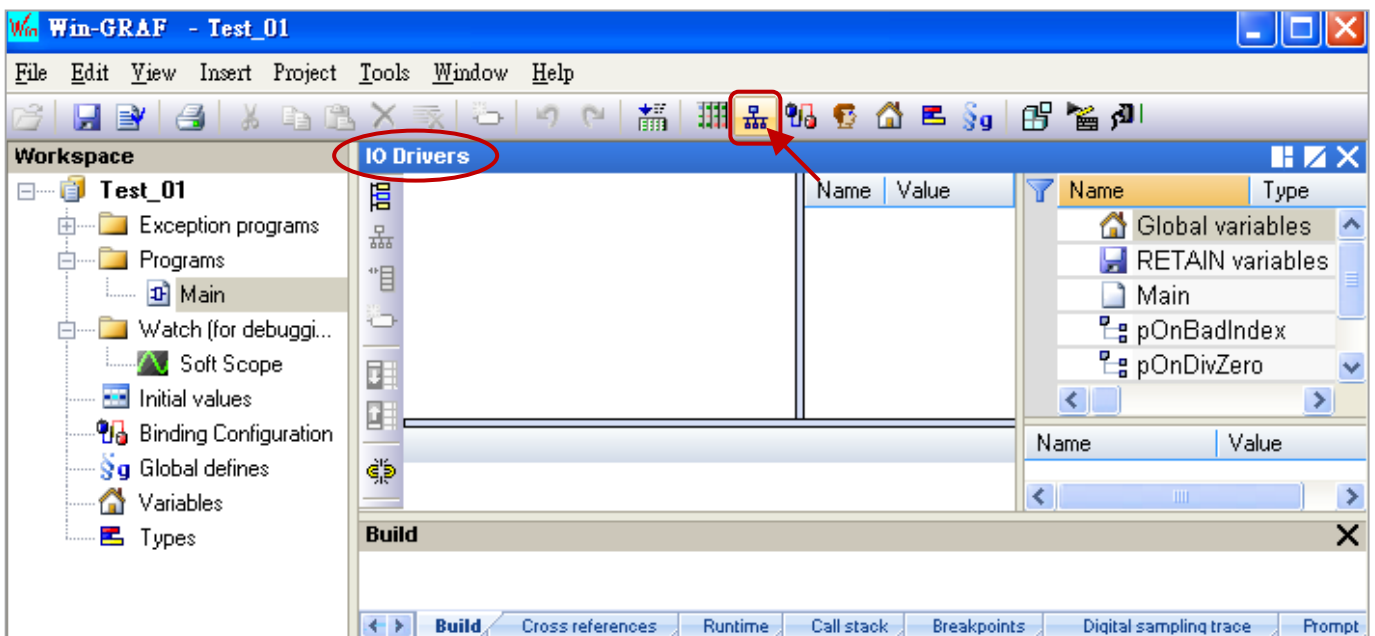 Win Win-GRAF - Test_01
File Edit View Insert Project Tools Window Help
§g
Workspace
IO Drivers
Test_01
Exception programs
Programs
Main
Watch (for debuggi...
Soft Scope
Initial values
Binding Configuration
§g Global defines
Variables
Types
Name Value
Name Type
Global variables
RETAIN variables
Main
pOnBadIndex
pOnDivZero
Name Value
Build
Build Cross references Runtime Call stack Breakpoints Digital sampling trace Prompt